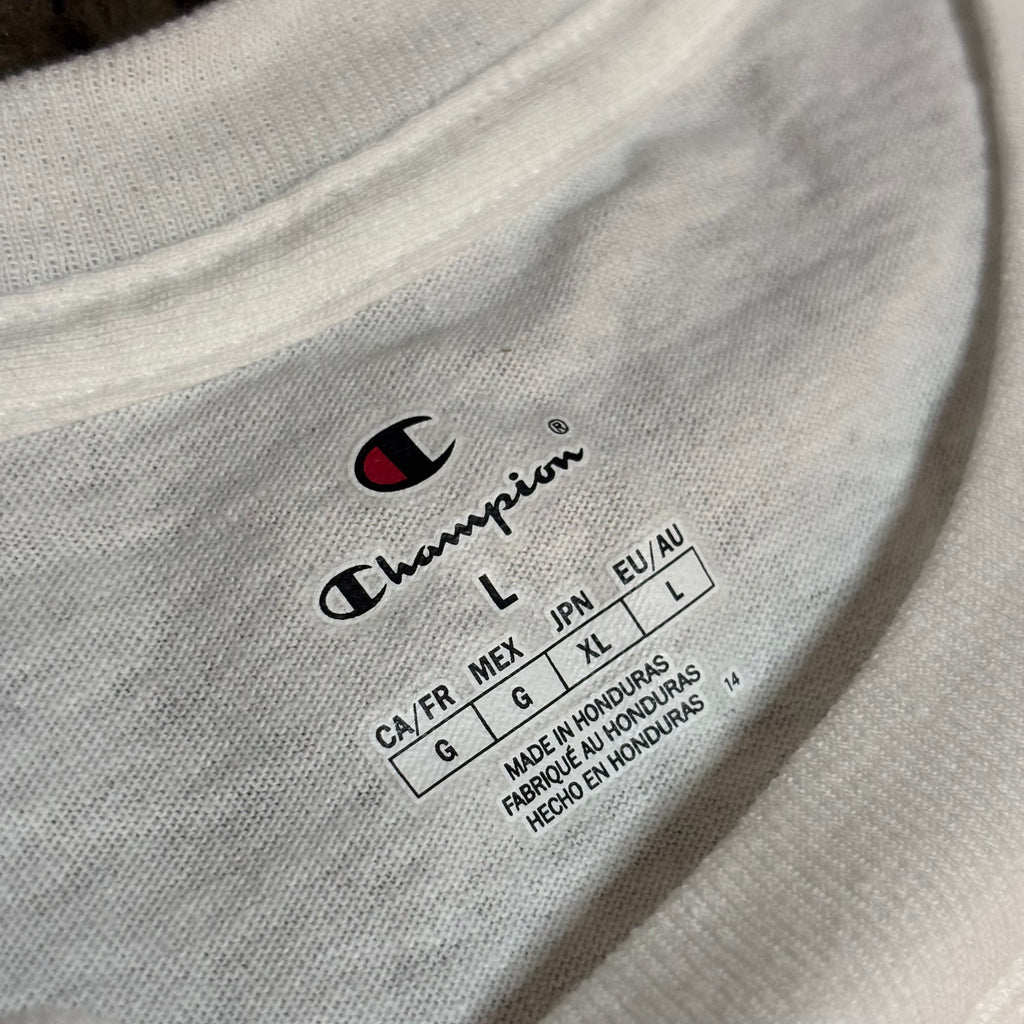 Champion®
L
CA/FR MEX JPN EU/AU
G G XL L
MADE IN HONDURAS
FABRIQUÉ AU HONDURAS
HECHO EN HONDURAS
14